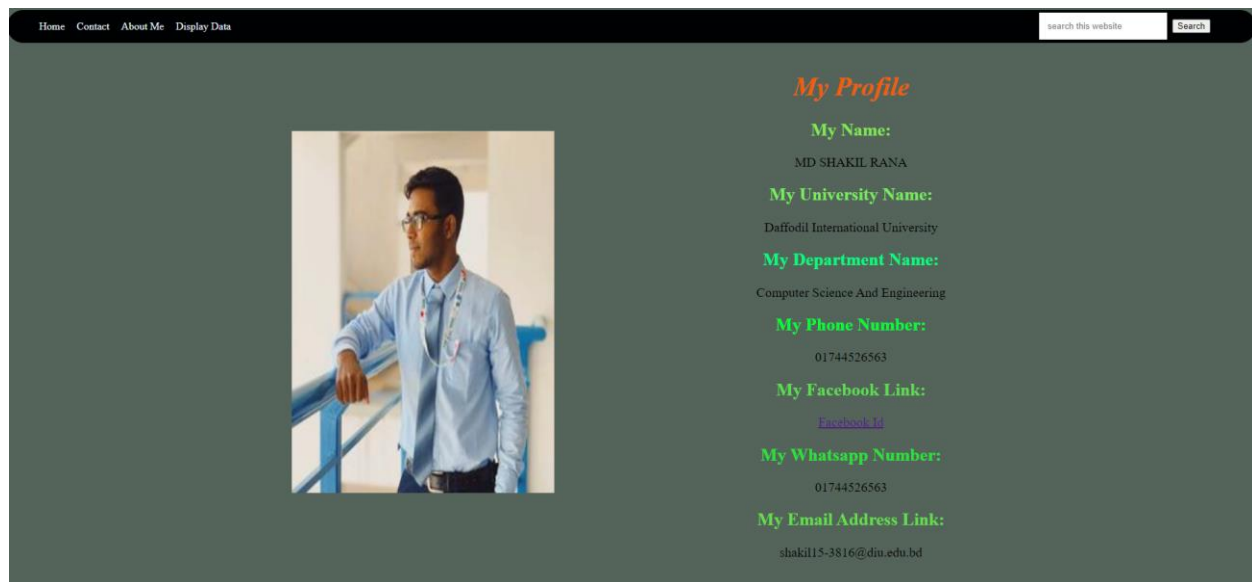 Home Contact About Me Display Data search this website Search
My Profile
My Name:
MD SHAKIL RANA
My University Name:
Daffodil International University
My Department Name:
Computer Science And Engineering
My Phone Number:
01744526563
My Facebook Link:
Facebook Id
My Whatsapp Number:
01744526563
My Email Address Link:
shakil15-3816@diu.edu.bd